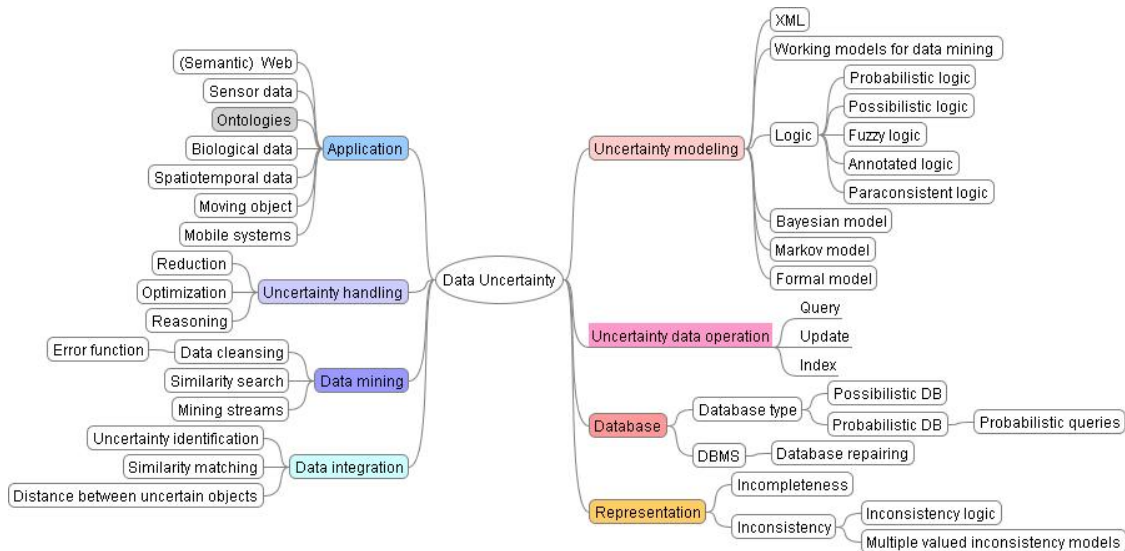 Data Uncertainty
Application
(Semantic) Web
Sensor data
Ontologies
Biological data
Spatiotemporal data
Moving object
Mobile systems
Uncertainty handling
Reduction
Optimization
Reasoning
Data mining
Data cleansing
Error function
Similarity search
Mining streams
Data integration
Uncertainty identification
Similarity matching
Distance between uncertain objects
Uncertainty modeling
XML
Working models for data mining
Logic
Probabilistic logic
Possibilistic logic
Fuzzy logic
Annotated logic
Paraconsistent logic
Bayesian model
Markov model
Formal model
Uncertainty data operation
Query
Update
Index
Database
Database type
Possibilistic DB
Probabilistic DB
Probabilistic queries
DBMS
Database repairing
Representation
Incompleteness
Inconsistency
Inconsistency logic
Multiple valued inconsistency models